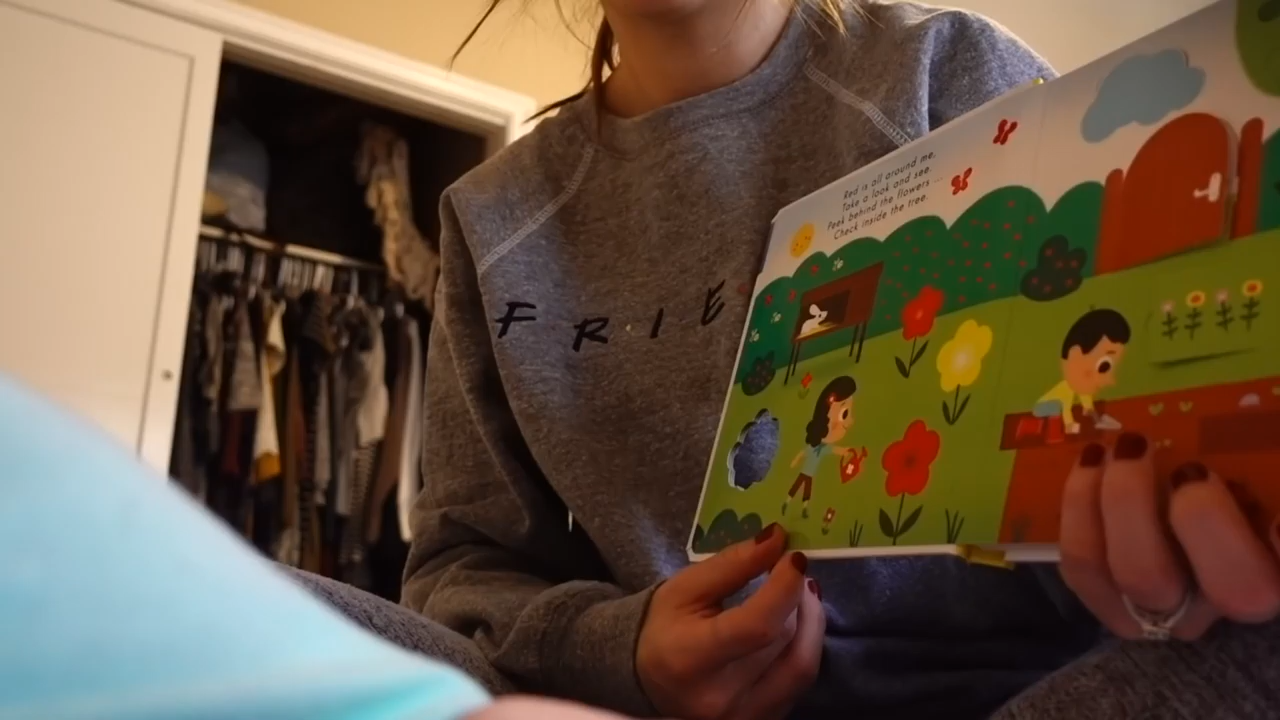 F R I E
Red is all around me.
Take a look and see.
Peek behind the flowers ...
Check inside the tree.